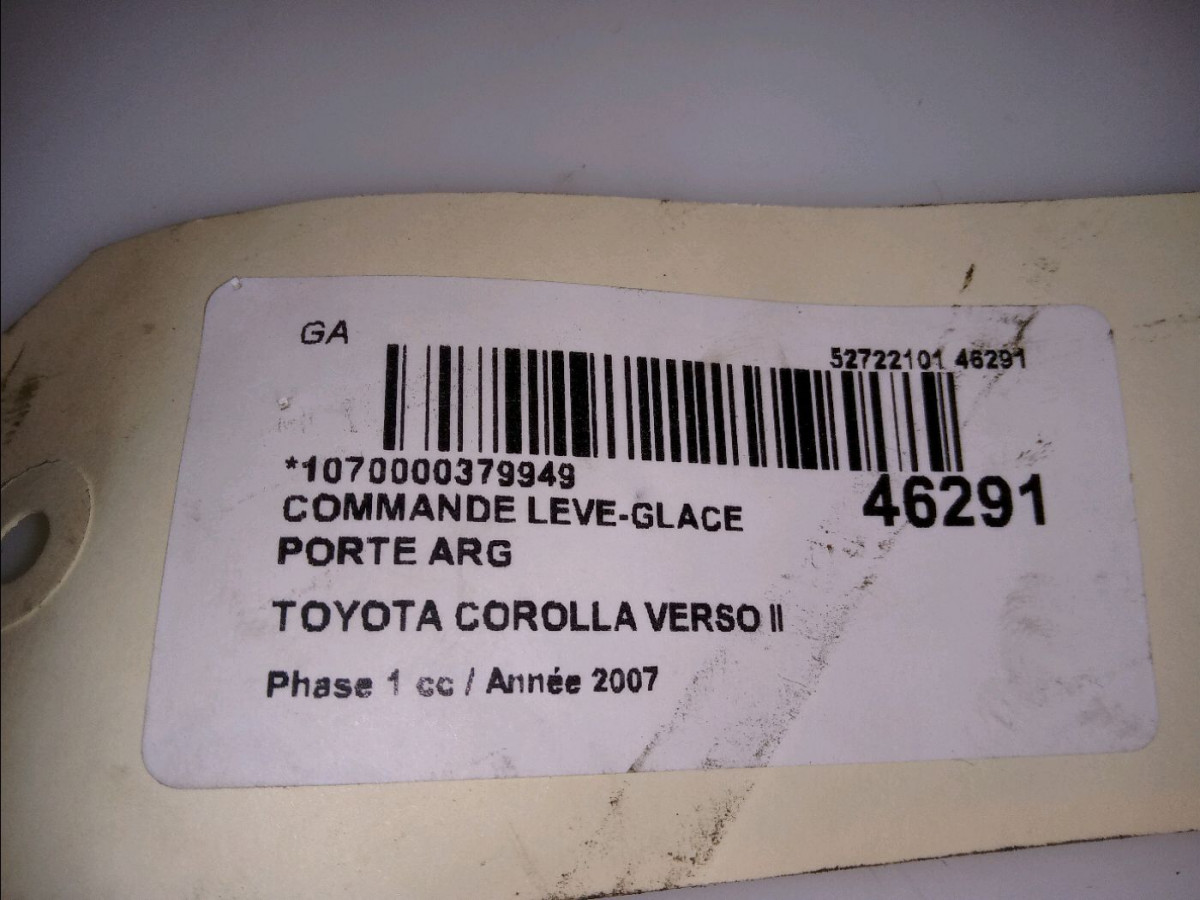 GA
52722101 46291
*1070000379949
46291
COMMANDE LEVE-GLACE
PORTE ARG
TOYOTA COROLLA VERSO II
Phase 1 cc / Année 2007